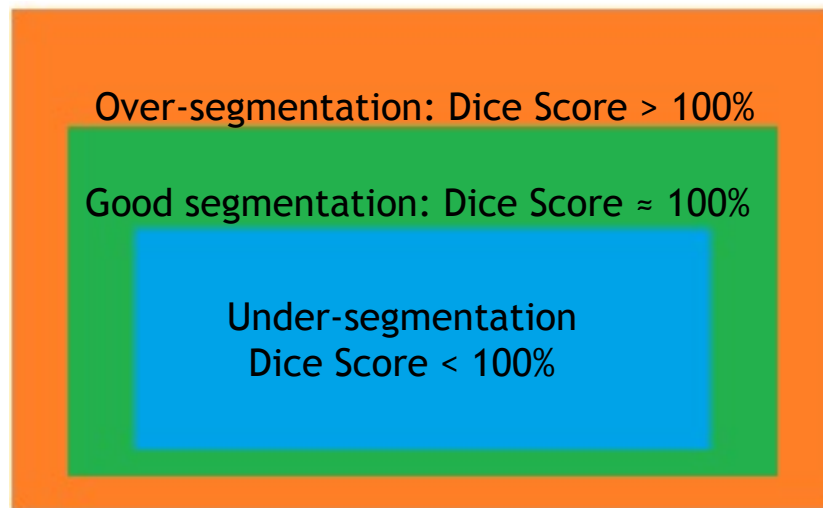 Over-segmentation: Dice Score > 100%
Good segmentation: Dice Score ≈ 100%
Under-segmentation
Dice Score < 100%